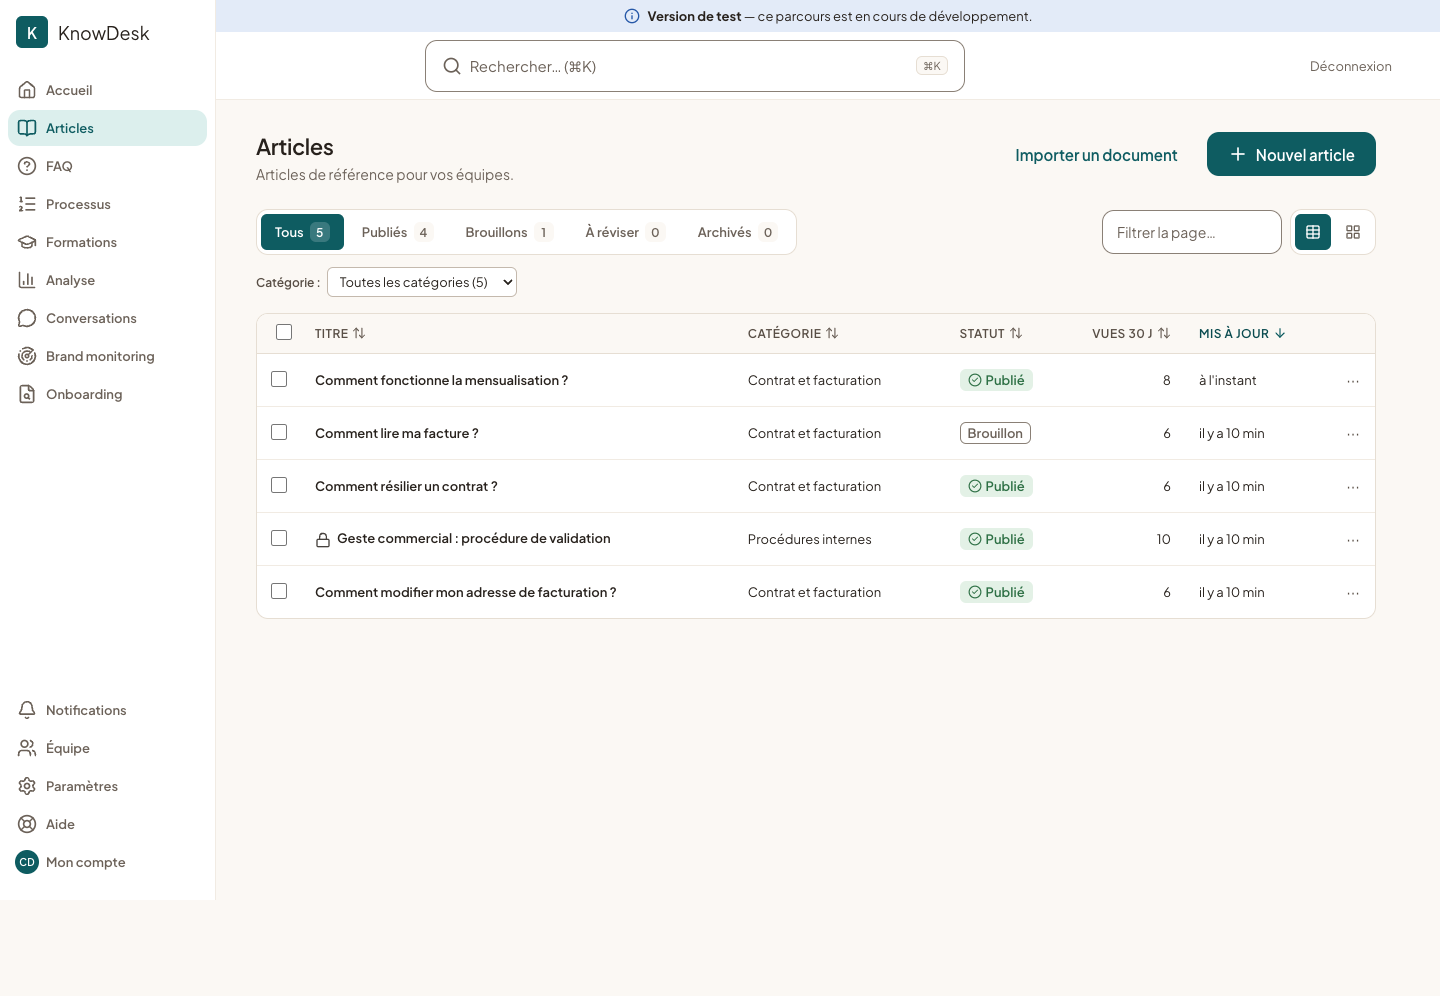 K KnowDesk
Version de test — ce parcours est en cours de développement.
Rechercher... (⌘K) ⌘K
Déconnexion
Accueil
Articles
FAQ
Processus
Formations
Analyse
Conversations
Brand monitoring
Onboarding
Notifications
Équipe
Paramètres
Aide
CD Mon compte
Articles
Articles de référence pour vos équipes.
Importer un document
Nouvel article
Tous 5 Publiés 4 Brouillons 1 À réviser 0 Archivés 0
Filtrer la page...
Catégorie : Toutes les catégories (5)
TITRE CATÉGORIE STATUT VUES 30 J MIS À JOUR
Comment fonctionne la mensualisation ? Contrat et facturation Publié 8 à l'instant ...
Comment lire ma facture ? Contrat et facturation Brouillon 6 il y a 10 min ...
Comment résilier un contrat ? Contrat et facturation Publié 6 il y a 10 min ...
Geste commercial : procédure de validation Procédures internes Publié 10 il y a 10 min ...
Comment modifier mon adresse de facturation ? Contrat et facturation Publié 6 il y a 10 min ...